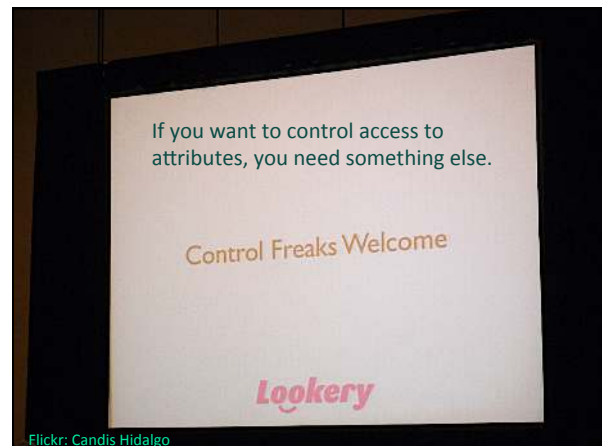 If you want to control access to
attributes, you need something else.
Control Freaks Welcome
Lookery
Flickr: Candis Hidalgo